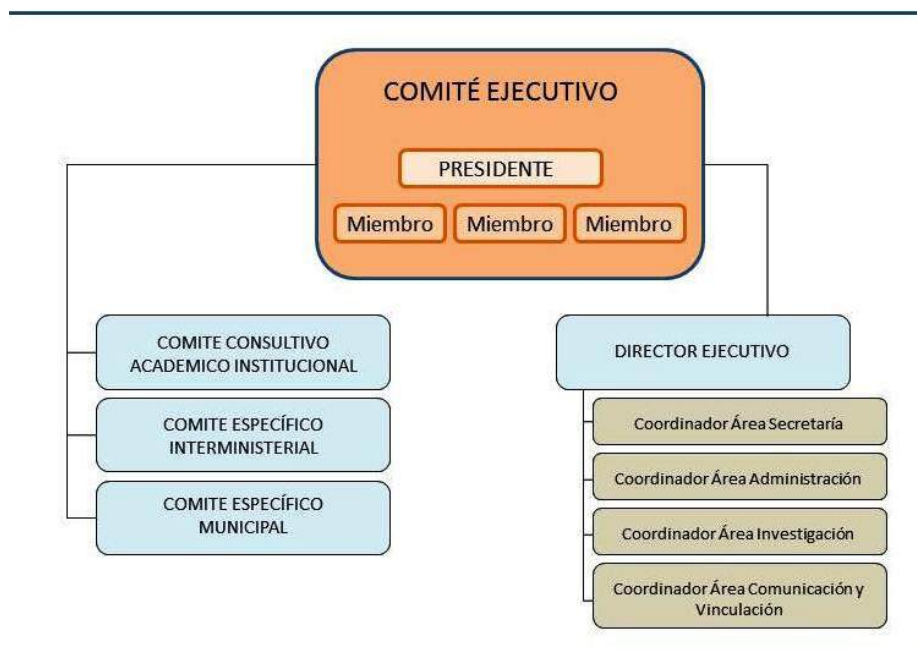 COMITÉ EJECUTIVO
PRESIDENTE
Miembro Miembro Miembro
COMITE CONSULTIVO
ACADEMICO INSTITUCIONAL
COMITE ESPECÍFICO
INTERMINISTERIAL
COMITE ESPECÍFICO
MUNICIPAL
DIRECTOR EJECUTIVO
Coordinador Área Secretaría
Coordinador Área Administración
Coordinador Área Investigación
Coordinador Área Comunicación y
Vinculación